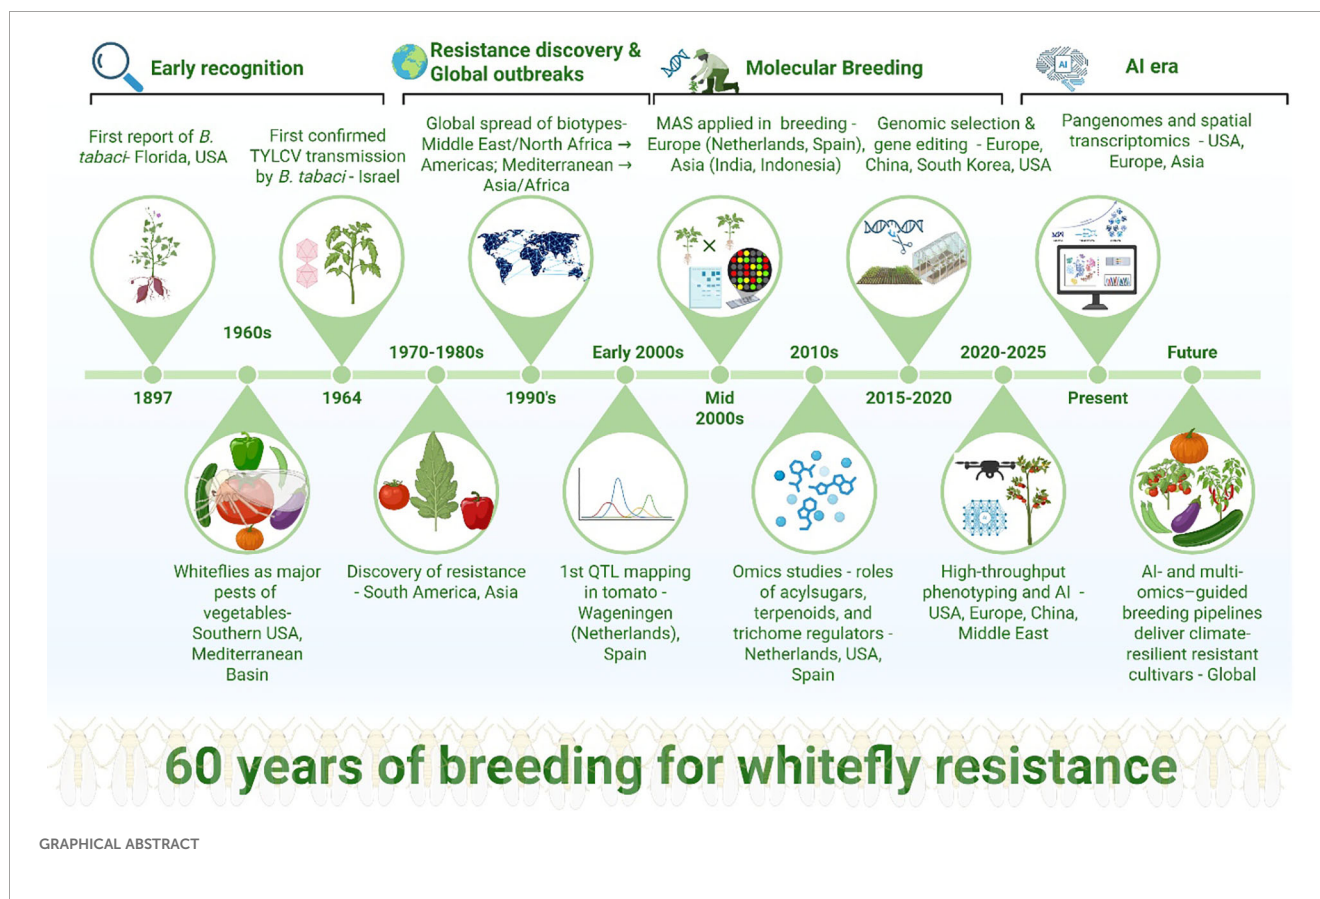 Early recognition
Resistance discovery &
Global outbreaks
Molecular Breeding
AI
AI era
First report of B.
tabaci- Florida, USA
First confirmed
TYLCV transmission
by B. tabaci - Israel
Global spread of biotypes-
Middle East/North Africa →
Americas; Mediterranean →
Asia/Africa
MAS applied in breeding -
Europe (Netherlands, Spain),
Asia (India, Indonesia)
Genomic selection &
gene editing - Europe,
China, South Korea, USA
Pangenomes and spatial
transcriptomics - USA,
Europe, Asia
1897
1960s
1964
1970-1980s
1990's
Early 2000s
Mid
2000s
2010s
2015-2020
2020-2025
Present
Future
Whiteflies as major
pests of
vegetables-
Southern USA,
Mediterranean
Basin
Discovery of resistance
- South America, Asia
1st QTL mapping
in tomato -
Wageningen
(Netherlands),
Spain
Omics studies - roles
of acylsugars,
terpenoids, and
trichome regulators -
Netherlands, USA,
Spain
High-throughput
phenotyping and AI -
USA, Europe, China,
Middle East
AI- and multi-
omics–guided
breeding pipelines
deliver climate-
resilient resistant
cultivars - Global
60 years of breeding for whitefly resistance
GRAPHICAL ABSTRACT